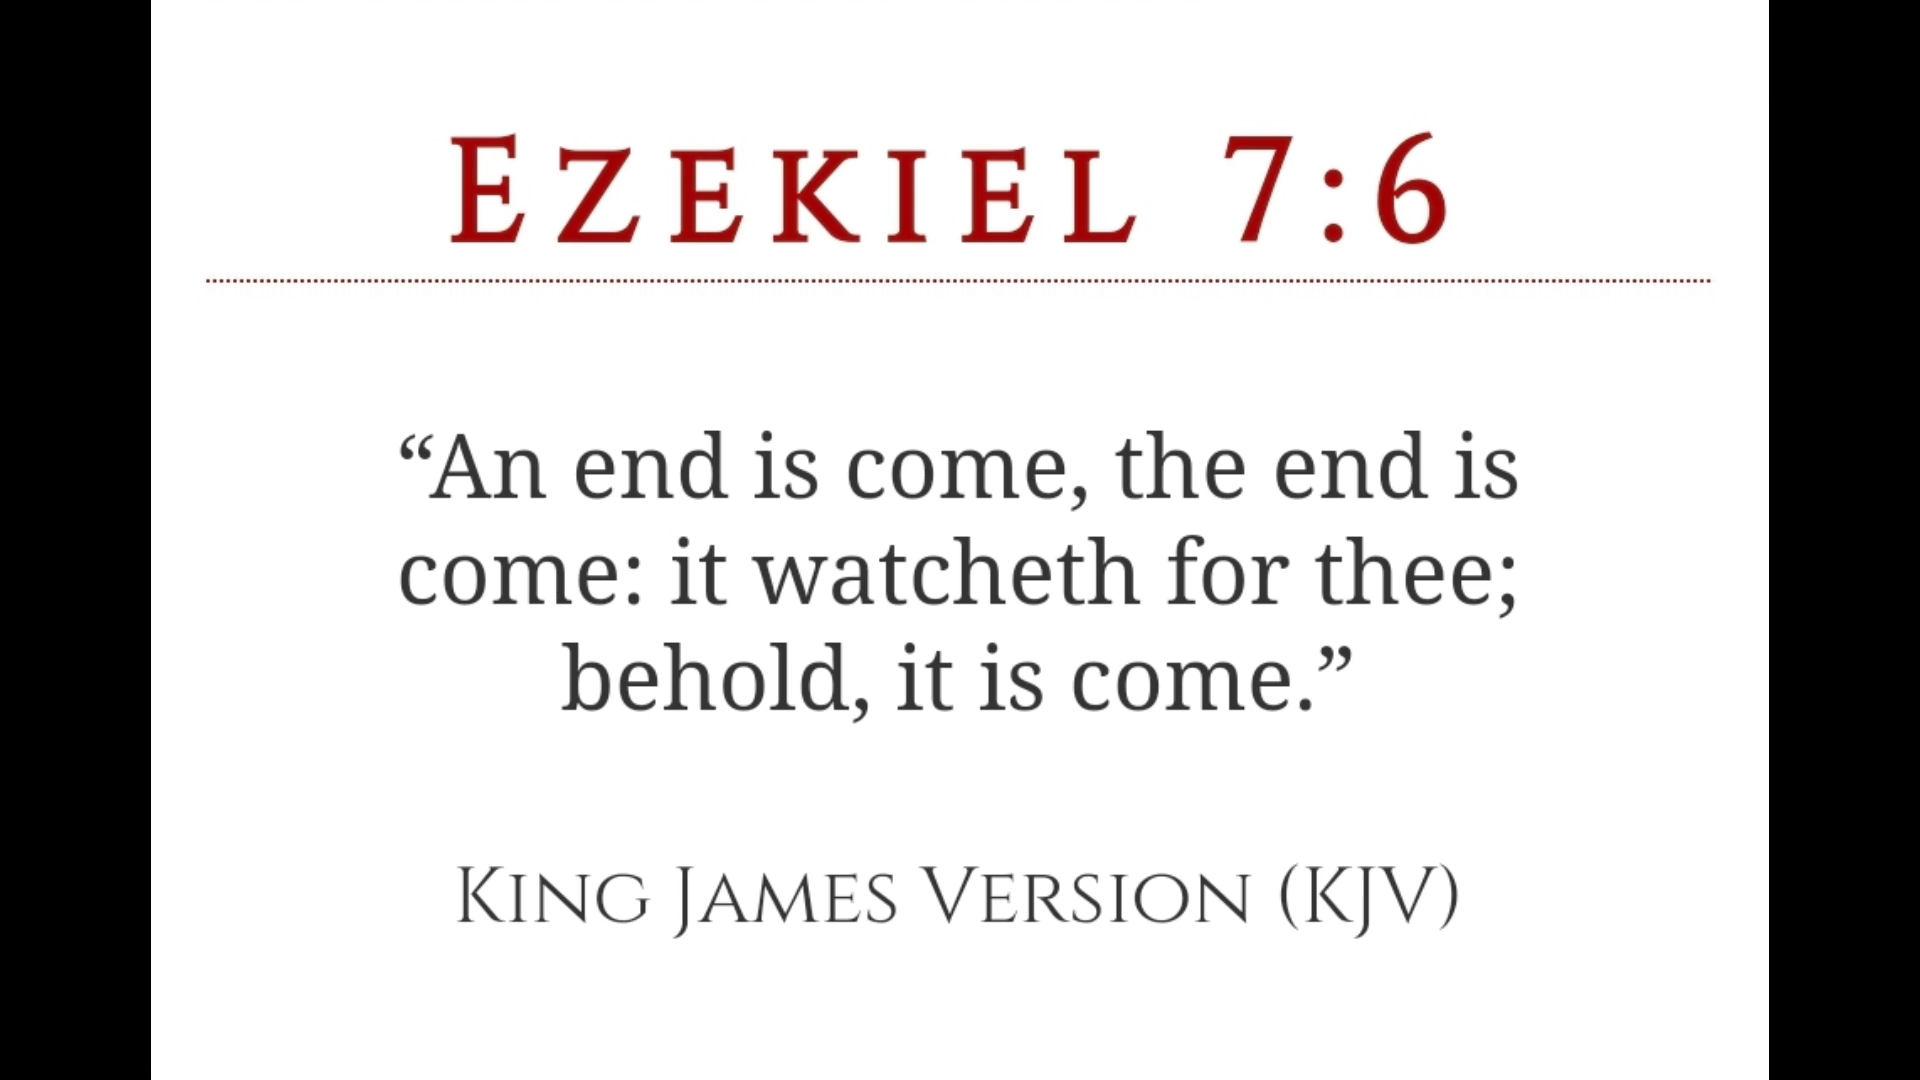 Ezekiel 7:6
“An end is come, the end is
come: it watcheth for thee;
behold, it is come.”
King James Version (KJV)